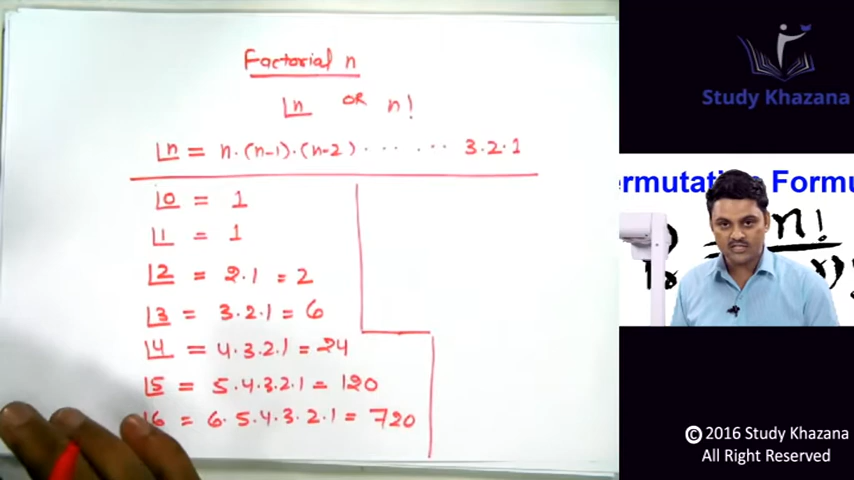 Factorial n
|n OR n!
|n = n·(n-1)·(n-2)· ··· ··· 3·2·1
|0 = 1
|1 = 1
|2 = 2·1 = 2
|3 = 3·2·1 = 6
|4 = 4·3·2·1 = 24
|5 = 5·4·3·2·1 = 120
|6 = 6·5·4·3·2·1 = 720
Study Khazana
ermutati Formu
n!
© 2016 Study Khazana
All Right Reserved